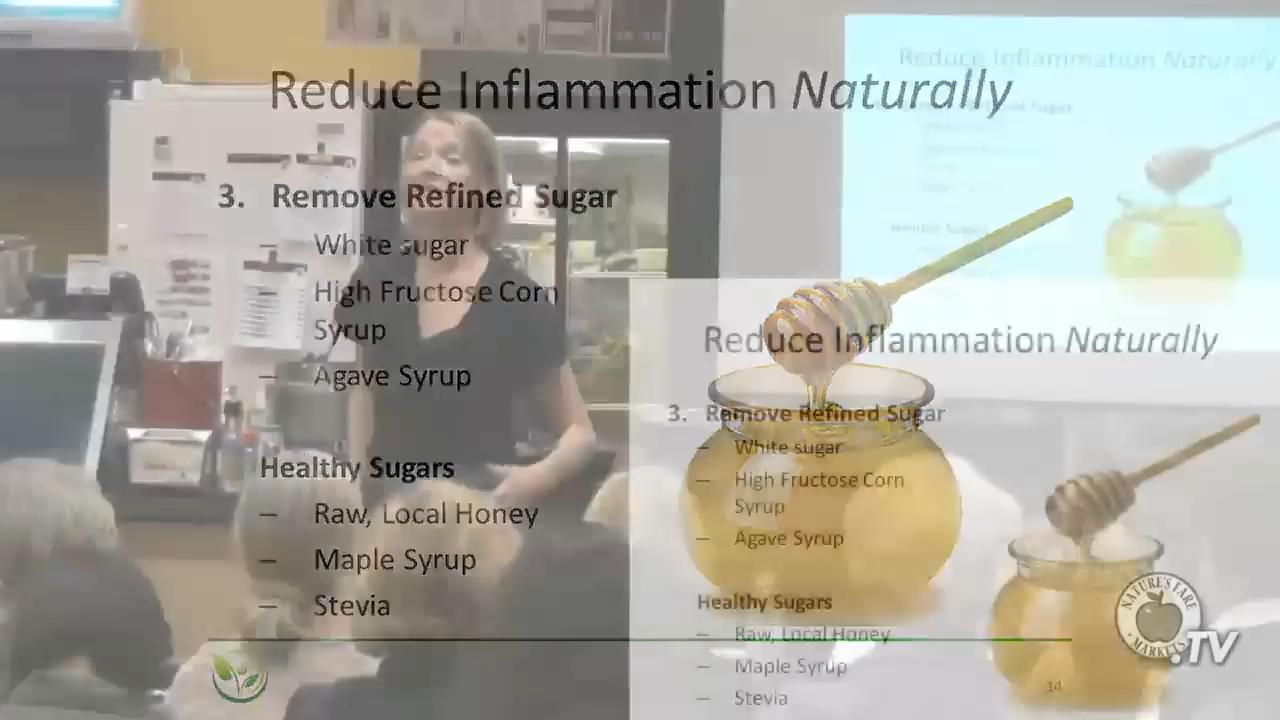 Reduce Inflammation Naturally
3. Remove Refined Sugar
– White sugar
– High Fructose Corn
Syrup
– Agave Syrup
Healthy Sugars
– Raw, Local Honey
– Maple Syrup
– Stevia
Reduce Inflammation Naturally
Reduce Inflammation Naturally
3. Remove Refined Sugar
– White sugar
– High Fructose Corn
Syrup
– Agave Syrup
Healthy Sugars
– Raw, Local Honey
– Maple Syrup
– Stevia
14
NATURE'S FARE
MARKETS
.TV